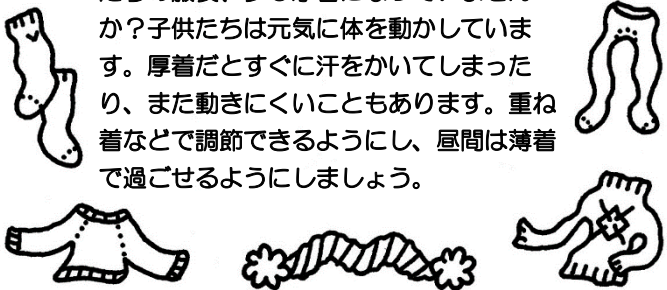 か？子供たちは元気に体を動かしていま
す。厚着だとすぐに汗をかいてしまった
り、また動きにくいこともあります。重ね
着などで調節できるようにし、昼間は薄着
で過ごせるようにしましょう。